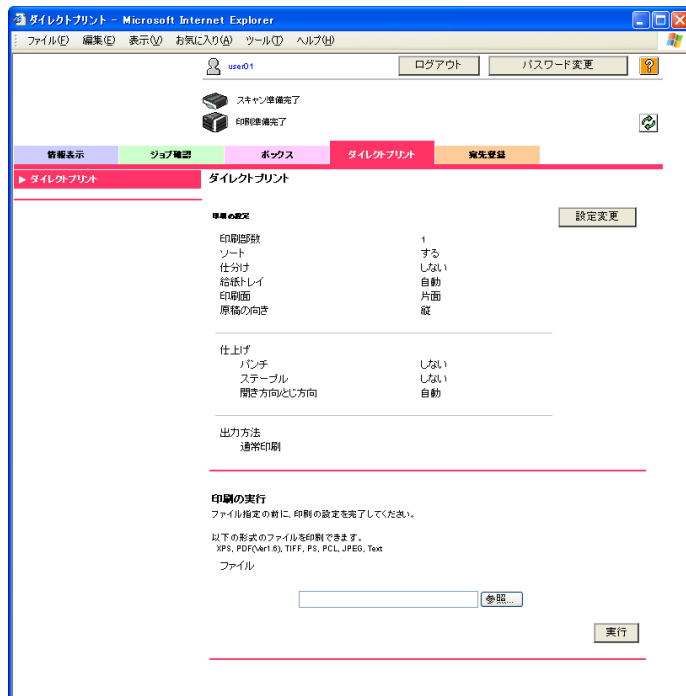 ダイレクトプリント - Microsoft Internet Explorer
ファイル(F) 編集(E) 表示(V) お気に入り(A) ツール(T) ヘルプ(H)
user01 ログアウト パスワード変更 ?
スキャン準備完了
印刷準備完了
情報表示 ジョブ確認 ボックス ダイレクトプリント 宛先登録
▶ ダイレクトプリント
ダイレクトプリント
印刷の設定 設定変更
印刷部数 1
ソート する
仕分け しない
給紙トレイ 自動
印刷面 片面
原稿の向き 縦
仕上げ
パンチ しない
ステープル しない
開き方向/とじ方向 自動
出力方法
通常印刷
印刷の実行
ファイル指定の前に、印刷の設定を完了してください。
以下の形式のファイルを印刷できます。
XPS, PDF(Ver1.6), TIFF, PS, PCL, JPEG, Text
ファイル
参照...
実行